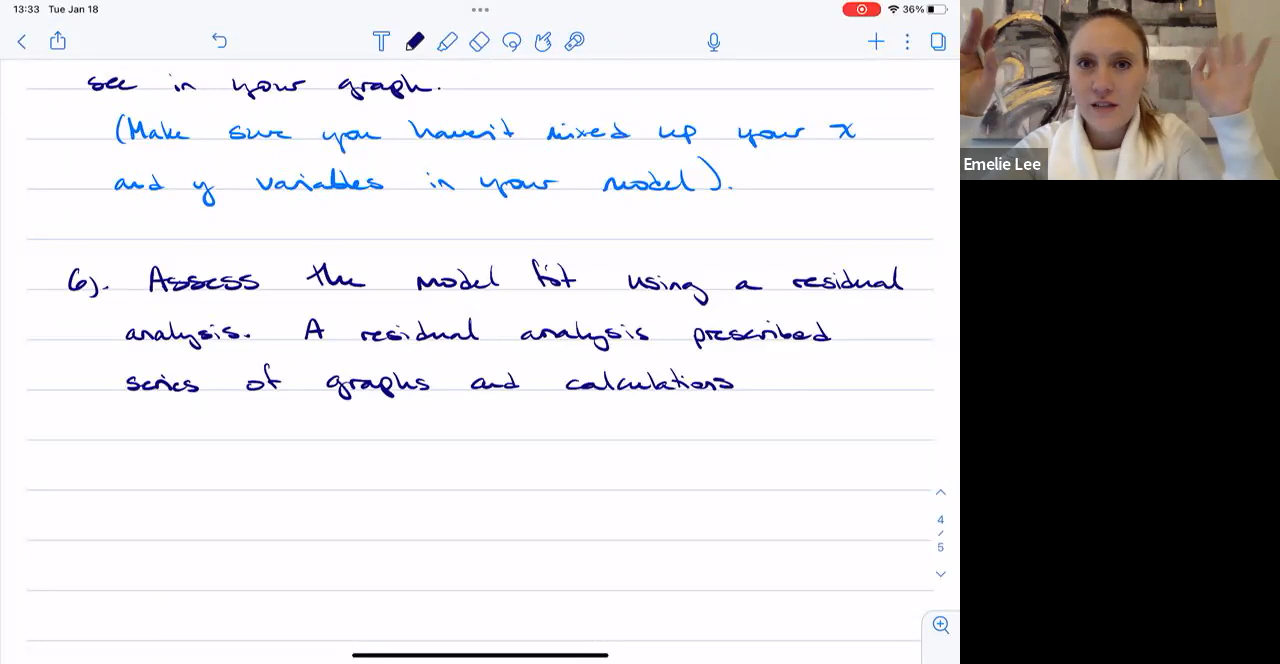 13:33 Tue Jan 18
36%
see in your graph.
(Make sure you haven't mixed up your x
and y variables in your model).
6). Assess the model fit using a residual
analysis. A residual analysis prescribed
series of graphs and calculations
4
/
5
Emelie Lee